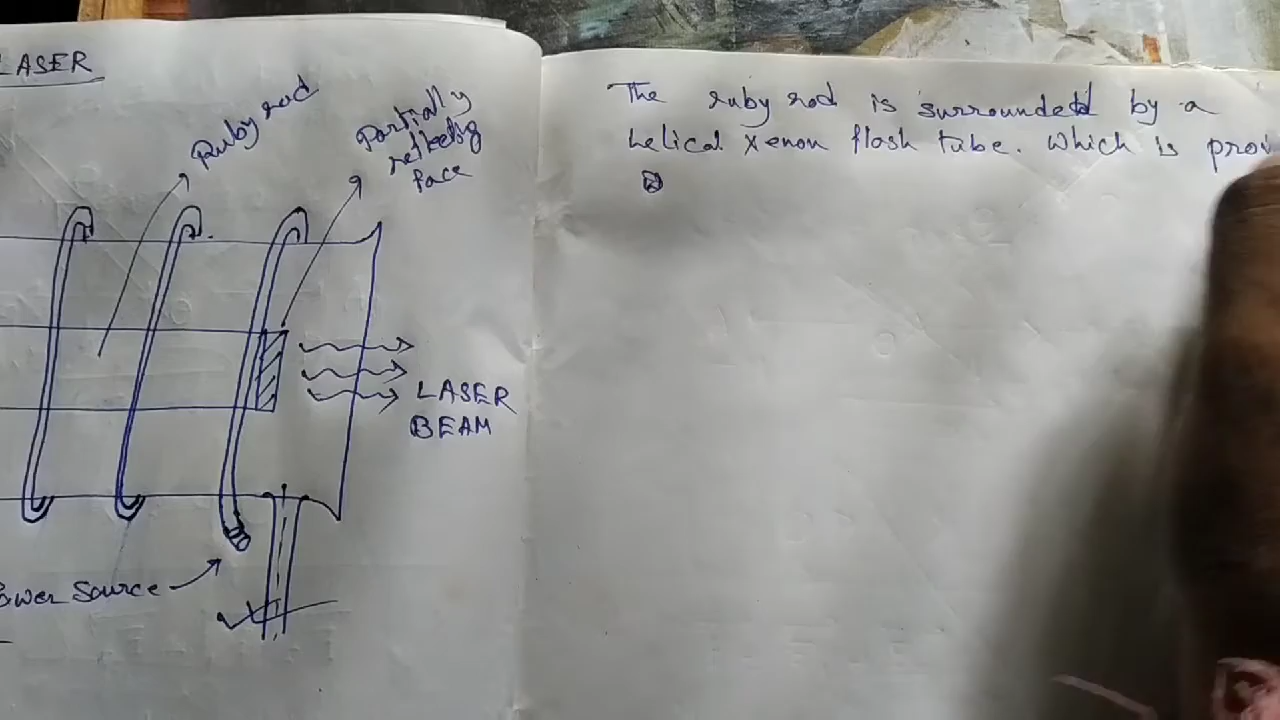 LASER
Ruby rod
Partially
reflecting
face
LASER
BEAM
ower Source
The ruby rod is surrounded by a
helical xenon flash tube. Which is prov